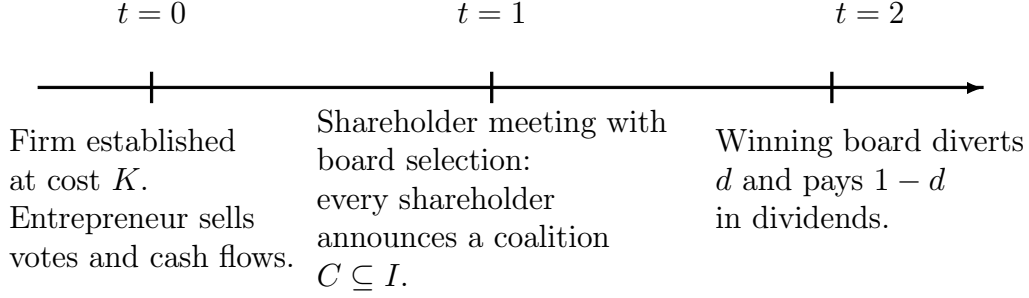 t = 0
t = 1
t = 2
Firm established
at cost K.
Entrepreneur sells
votes and cash flows.
Shareholder meeting with
board selection:
every shareholder
announces a coalition
C ⊆ I.
Winning board diverts
d and pays 1 − d
in dividends.